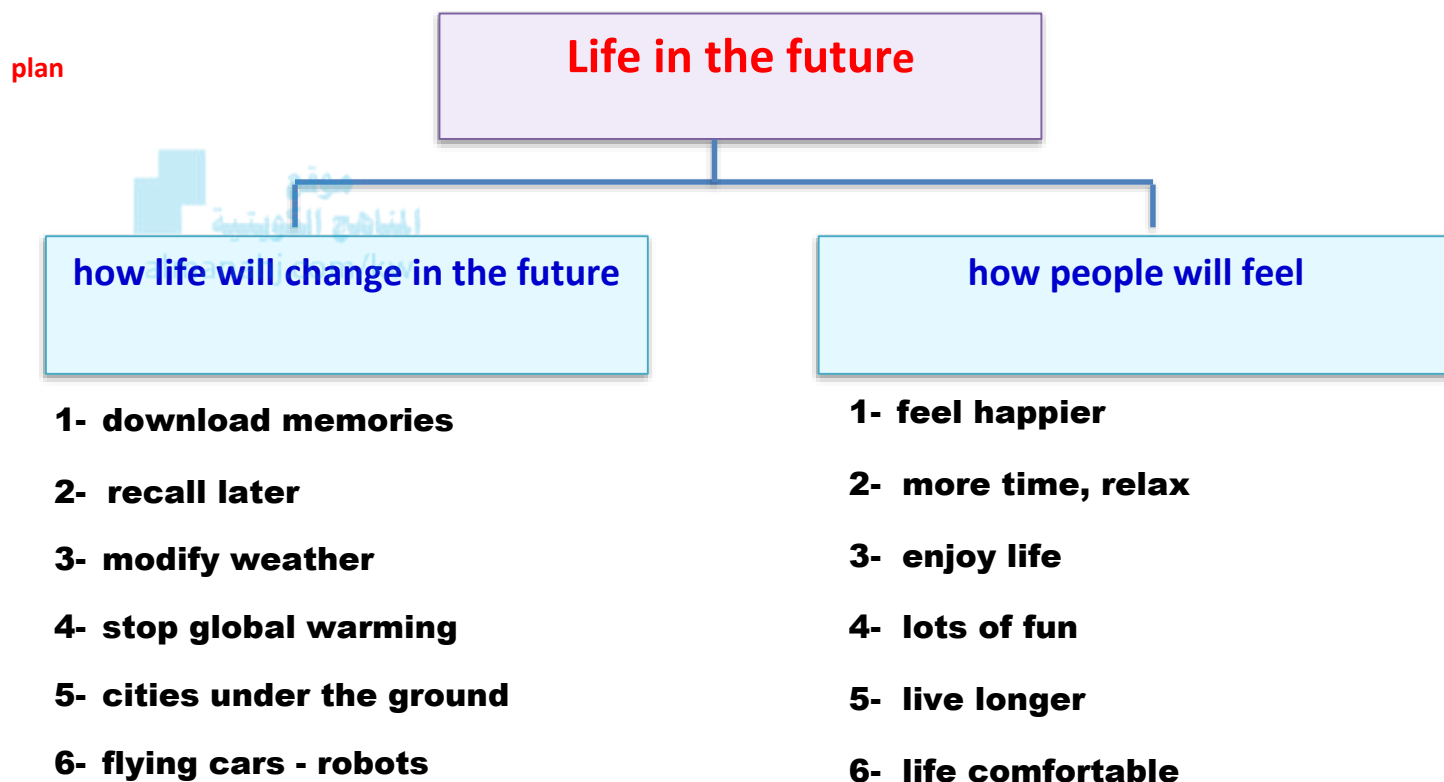 plan
Life in the future
موقع
المناهج الكويتية
how life will change in the future
how people will feel
1- download memories
2- recall later
3- modify weather
4- stop global warming
5- cities under the ground
6- flying cars - robots
1- feel happier
2- more time, relax
3- enjoy life
4- lots of fun
5- live longer
6- life comfortable